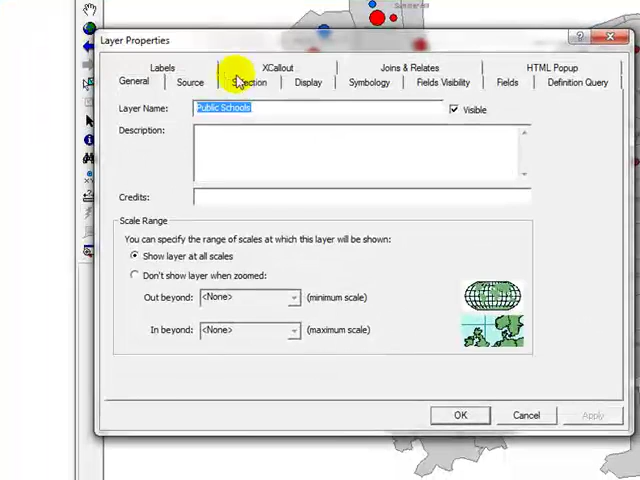 Layer Properties
Labels XCallout Joins & Relates HTML Popup
General Source Selection Display Symbology Fields Visibility Fields Definition Query
Layer Name: Public Schools Visible
Description:
Credits:
Scale Range
You can specify the range of scales at which this layer will be shown:
Show layer at all scales
Don't show layer when zoomed:
Out beyond: <None> (minimum scale)
In beyond: <None> (maximum scale)
OK Cancel Apply